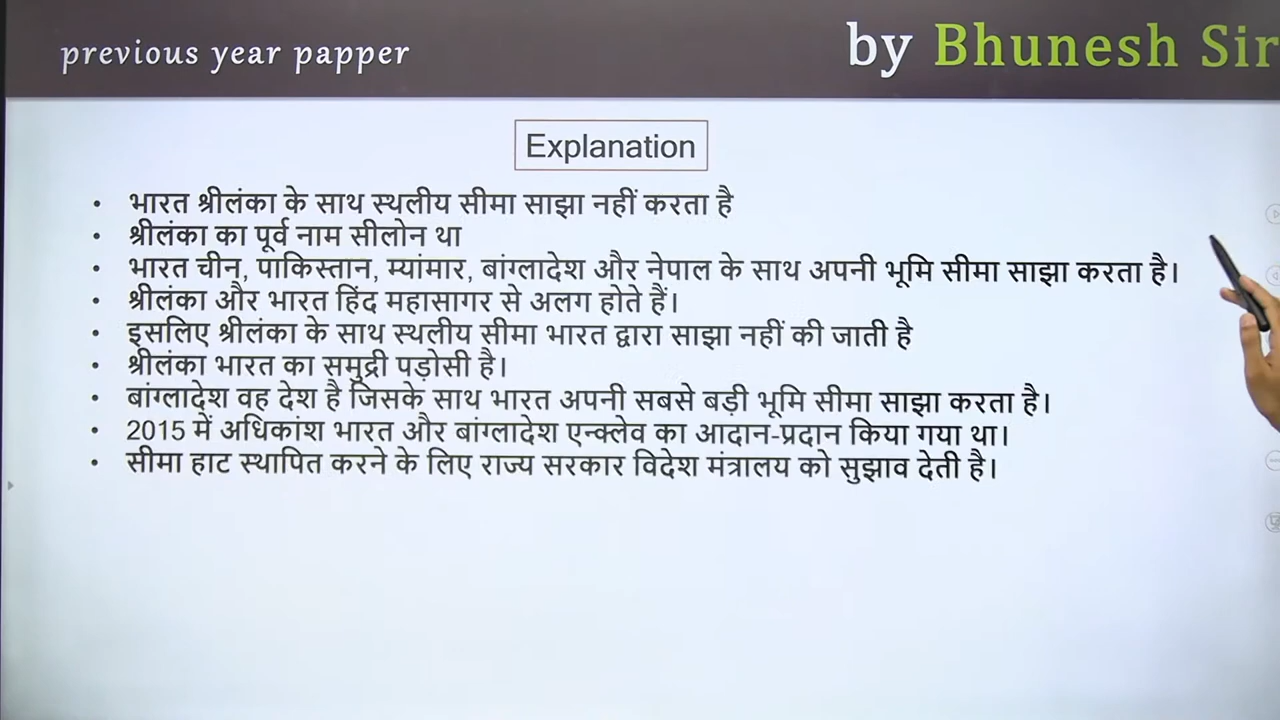 previous year papper
by Bhunesh Sir
Explanation
• भारत श्रीलंका के साथ स्थलीय सीमा साझा नहीं करता है
• श्रीलंका का पूर्व नाम सीलोन था
• भारत चीन, पाकिस्तान, म्यांमार, बांग्लादेश और नेपाल के साथ अपनी भूमि सीमा साझा करता है।
• श्रीलंका और भारत हिंद महासागर से अलग होते हैं।
• इसलिए श्रीलंका के साथ स्थलीय सीमा भारत द्वारा साझा नहीं की जाती है
• श्रीलंका भारत का समुद्री पड़ोसी है।
• बांग्लादेश वह देश है जिसके साथ भारत अपनी सबसे बड़ी भूमि सीमा साझा करता है।
• 2015 में अधिकांश भारत और बांग्लादेश एन्क्लेव का आदान-प्रदान किया गया था।
• सीमा हाट स्थापित करने के लिए राज्य सरकार विदेश मंत्रालय को सुझाव देती है।